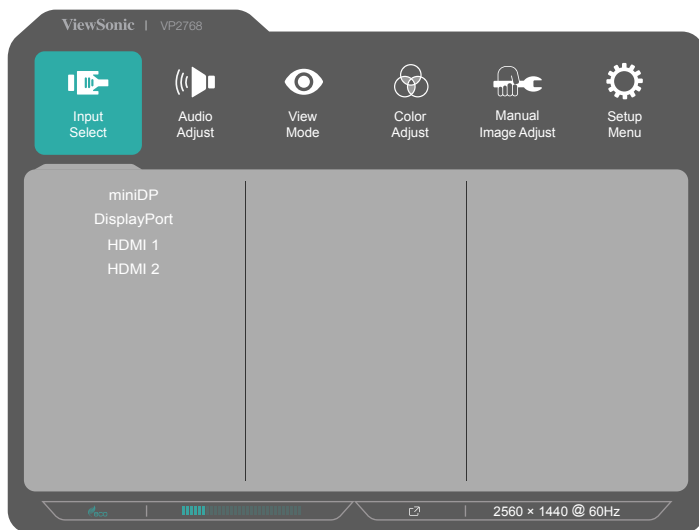 ViewSonic | VP2768
Input
Select
Audio
Adjust
View
Mode
Color
Adjust
Manual
Image Adjust
Setup
Menu
miniDP
DisplayPort
HDMI 1
HDMI 2
eco
2560 × 1440 @ 60Hz